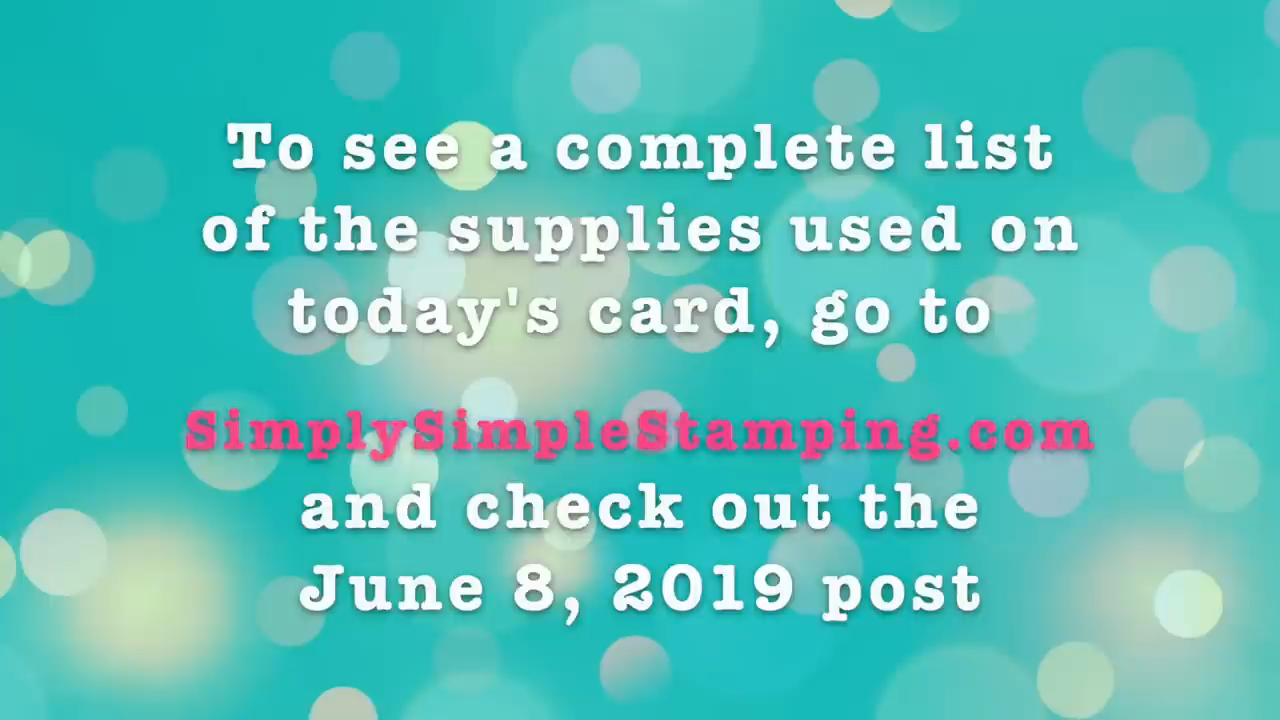 To see a complete list
of the supplies used on
today's card, go to
SimplySimpleStamping.com
and check out the
June 8, 2019 post